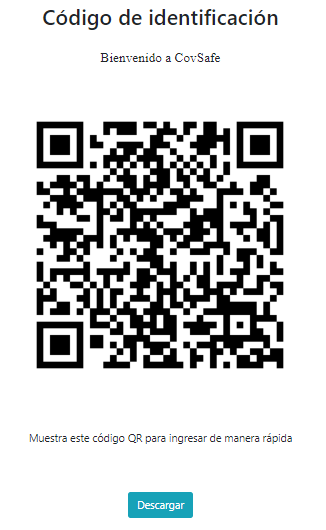 Código de identificación
Bienvenido a CovSafe
Muestra este código QR para ingresar de manera rápida
Descargar